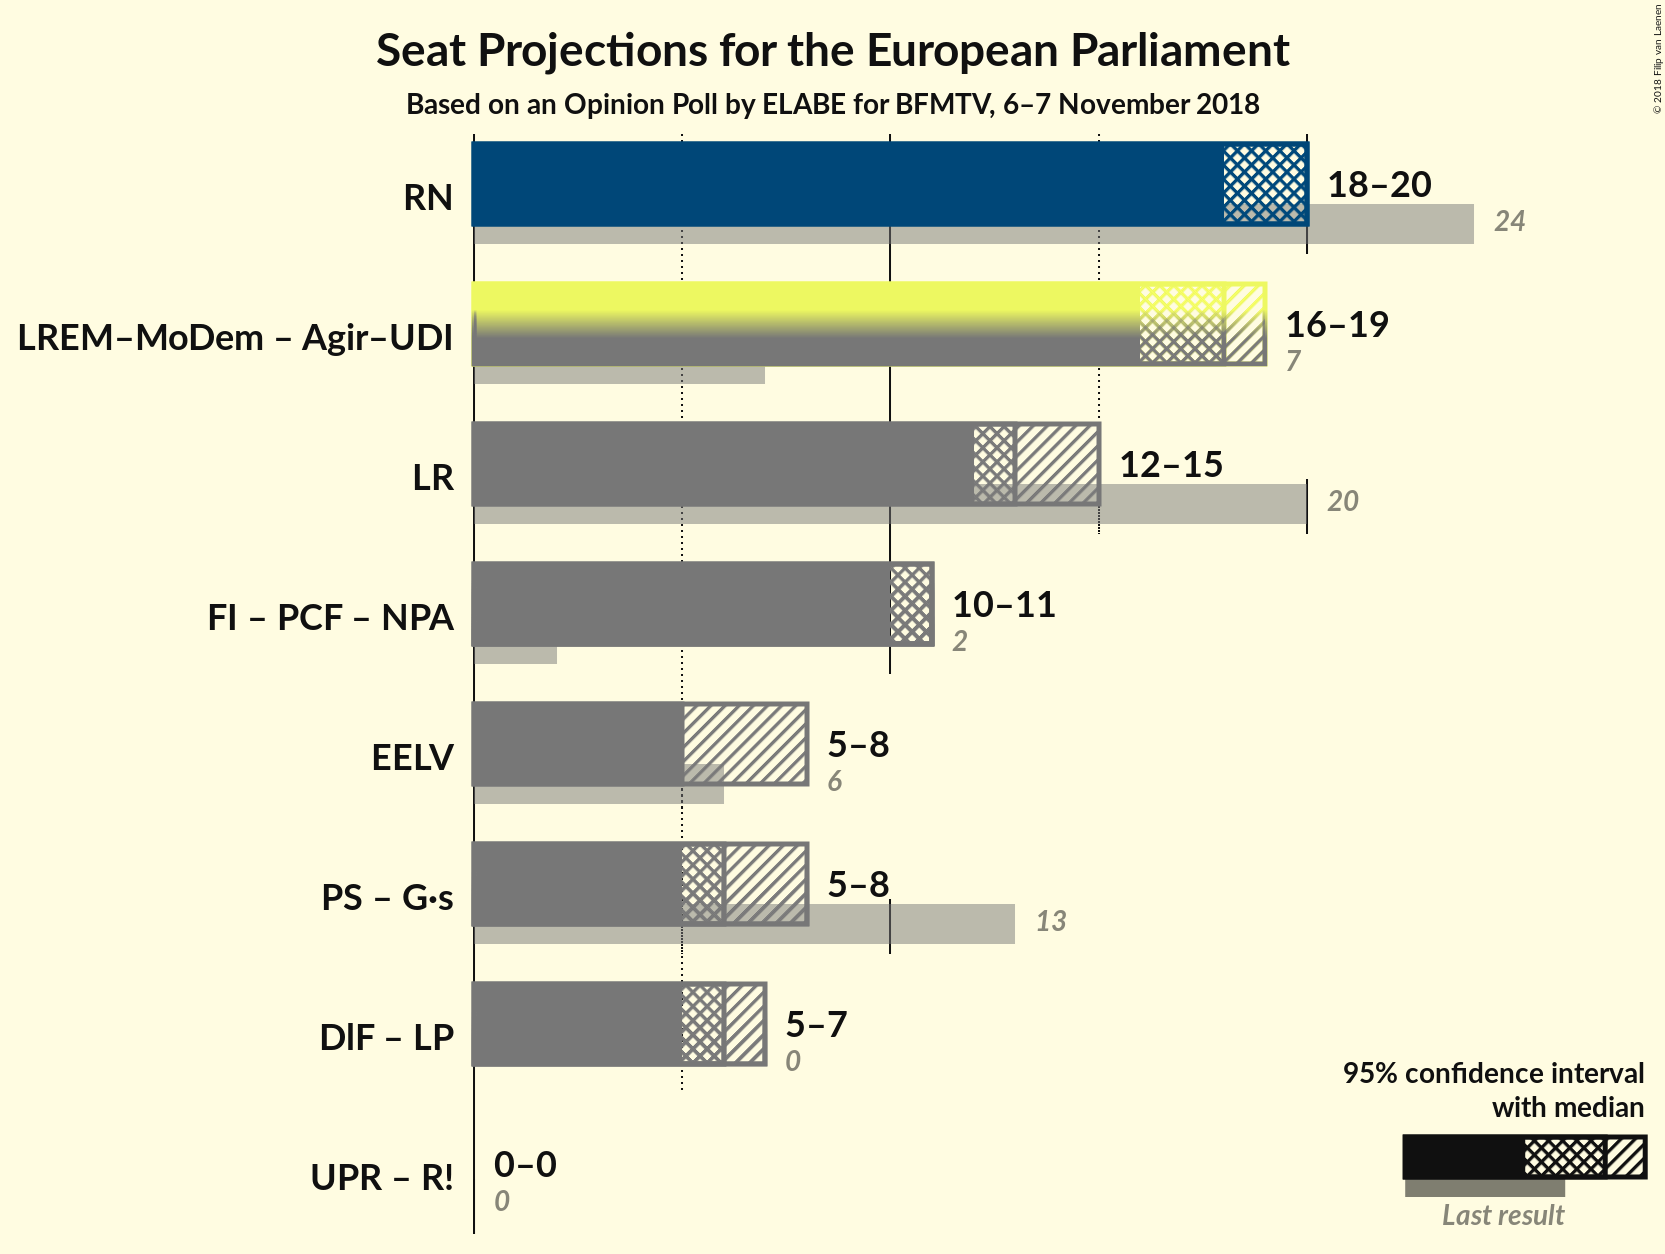 Seat Projections for the European Parliament
Based on an Opinion Poll by ELABE for BFMTV, 6–7 November 2018
© 2018 Filip van Laenen
RN
18–20
24
LREM–MoDem – Agir–UDI
16–19
7
LR
12–15
20
FI – PCF – NPA
10–11
2
EELV
5–8
6
PS – G·s
5–8
13
DlF – LP
5–7
0
UPR – R!
0–0
0
95% confidence interval
with median
Last result